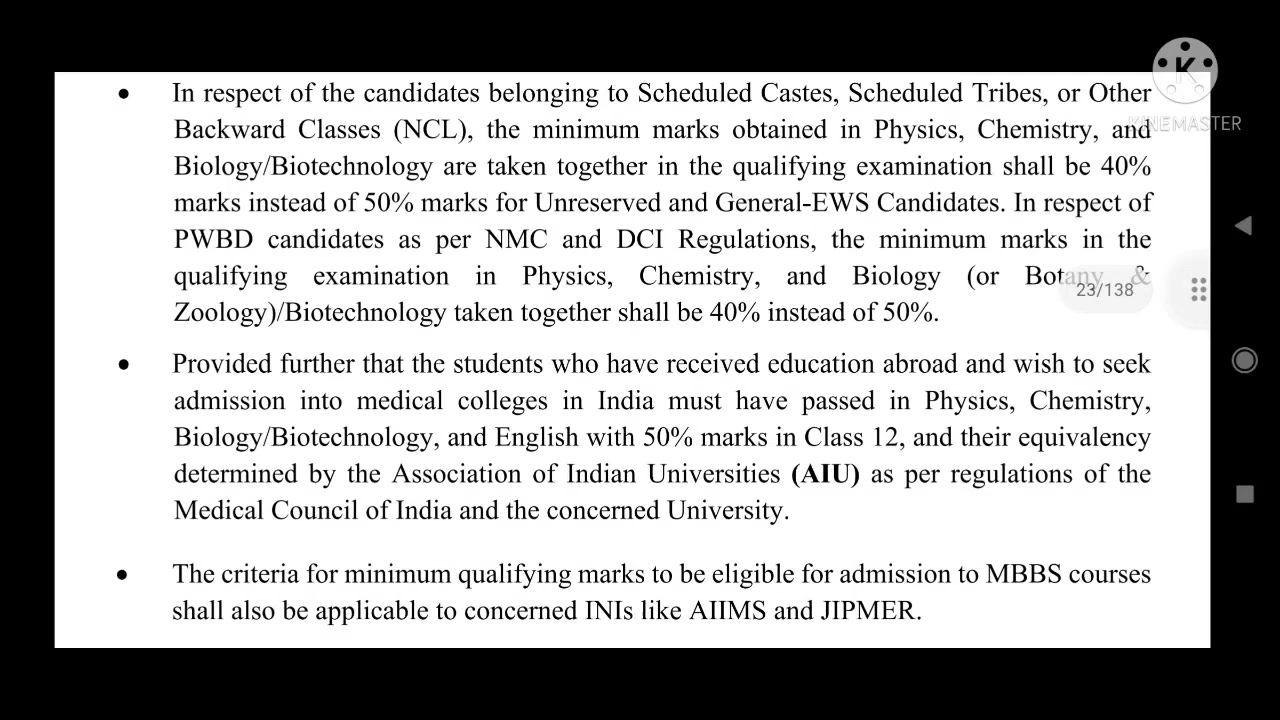 K
KINEMASTER
• In respect of the candidates belonging to Scheduled Castes, Scheduled Tribes, or Other
Backward Classes (NCL), the minimum marks obtained in Physics, Chemistry, and
Biology/Biotechnology are taken together in the qualifying examination shall be 40%
marks instead of 50% marks for Unreserved and General-EWS Candidates. In respect of
PWBD candidates as per NMC and DCI Regulations, the minimum marks in the
qualifying examination in Physics, Chemistry, and Biology (or Botany &
23/138
Zoology)/Biotechnology taken together shall be 40% instead of 50%.
• Provided further that the students who have received education abroad and wish to seek
admission into medical colleges in India must have passed in Physics, Chemistry,
Biology/Biotechnology, and English with 50% marks in Class 12, and their equivalency
determined by the Association of Indian Universities (AIU) as per regulations of the
Medical Council of India and the concerned University.
• The criteria for minimum qualifying marks to be eligible for admission to MBBS courses
shall also be applicable to concerned INIs like AIIMS and JIPMER.